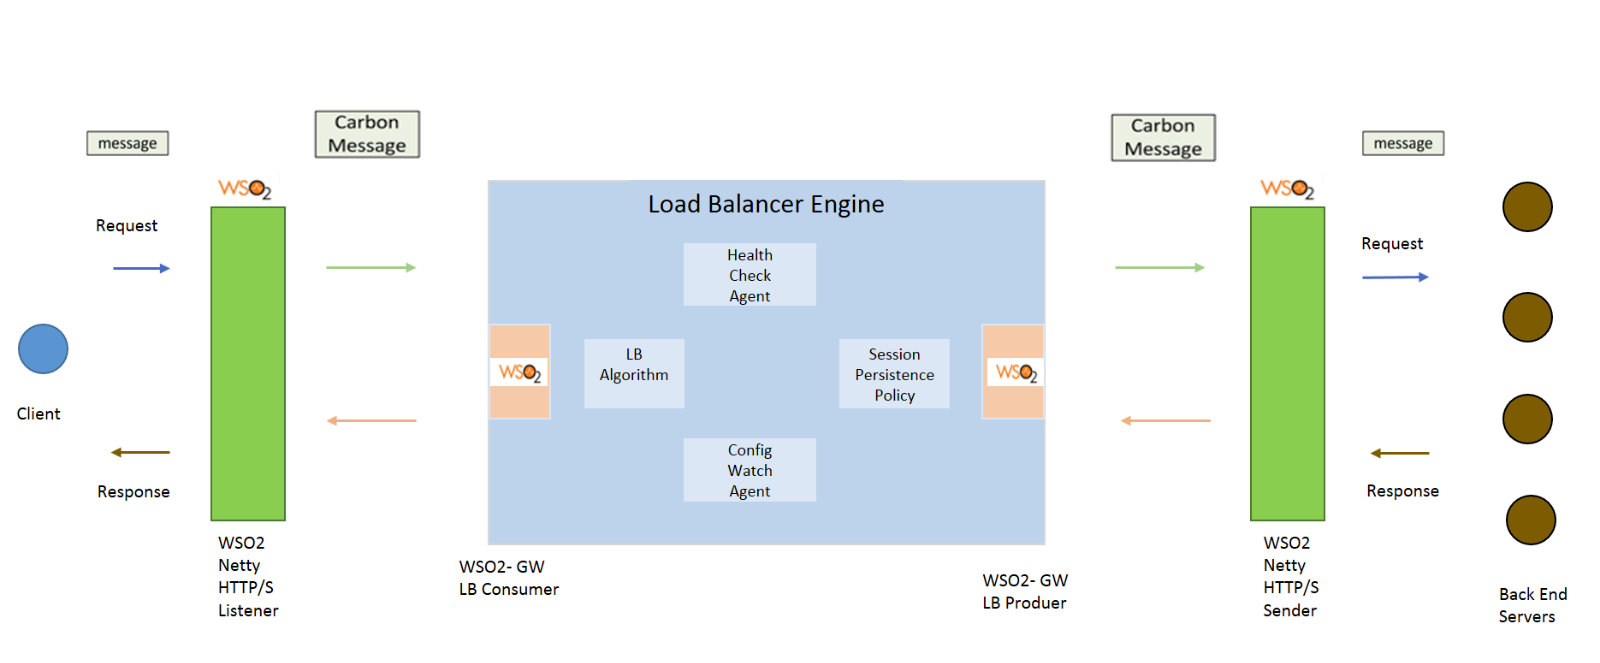 message
Carbon
Message
Carbon
Message
message
WSO2
WSO2
Request
Request
Load Balancer Engine
Health
Check
Agent
WSO2
LB
Algorithm
Session
Persistence
Policy
WSO2
Client
Config
Watch
Agent
Response
Response
WSO2
Netty
HTTP/S
Listener
WSO2- GW
LB Consumer
WSO2- GW
LB Produer
WSO2
Netty
HTTP/S
Sender
Back End
Servers